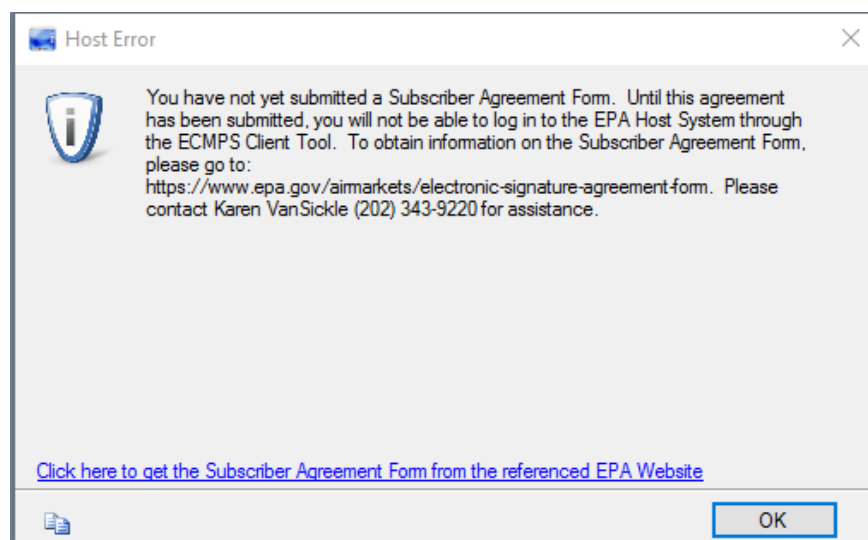 Host Error
You have not yet submitted a Subscriber Agreement Form.  Until this agreement
has been submitted, you will not be able to log in to the EPA Host System through
the ECMPS Client Tool.  To obtain information on the Subscriber Agreement Form,
please go to:
https://www.epa.gov/airmarkets/electronic-signature-agreement-form.  Please
contact Karen VanSickle (202) 343-9220 for assistance.
Click here to get the Subscriber Agreement Form from the referenced EPA Website
OK